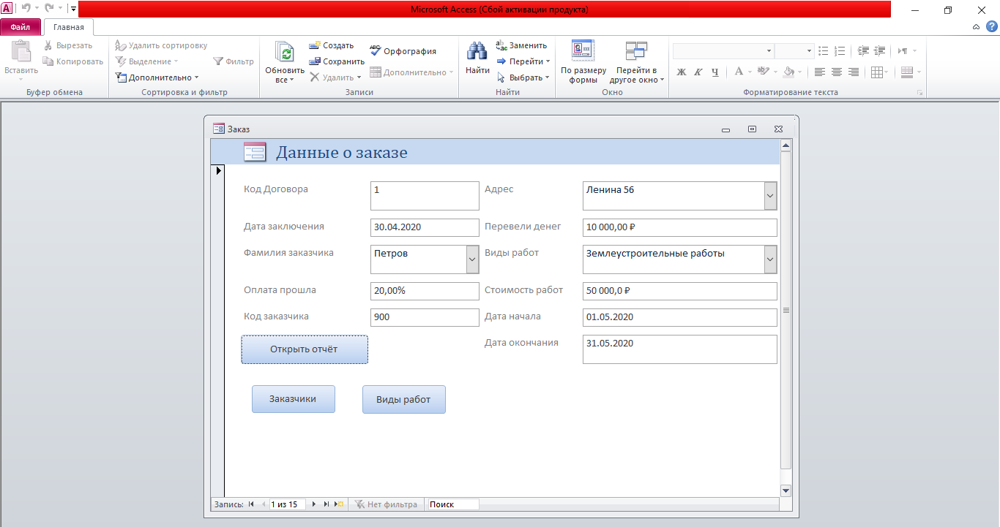 Microsoft Access (Сбой активации продукта)
Файл
Главная
Вставить
Вырезать
Копировать
Буфер обмена
Удалить сортировку
Выделение
Дополнительно
Фильтр
Сортировка и фильтр
Обновить
все
Создать
Сохранить
Удалить
Орфография
Дополнительно
Записи
Найти
Заменить
Перейти
Выбрать
Найти
По размеру
формы
Перейти в
другое окно
Окно
Ж К Ч
Форматирование текста
Заказ
Данные о заказе
Код Договора 1 Адрес Ленина 56
Дата заключения 30.04.2020 Перевели денег 10 000,00 ₽
Фамилия заказчика Петров Виды работ Землеустроительные работы
Оплата прошла 20,00% Стоимость работ 50 000,0 ₽
Код заказчика 900 Дата начала 01.05.2020
Открыть отчёт Дата окончания 31.05.2020
Заказчики Виды работ
Запись: 1 из 15 Нет фильтра Поиск